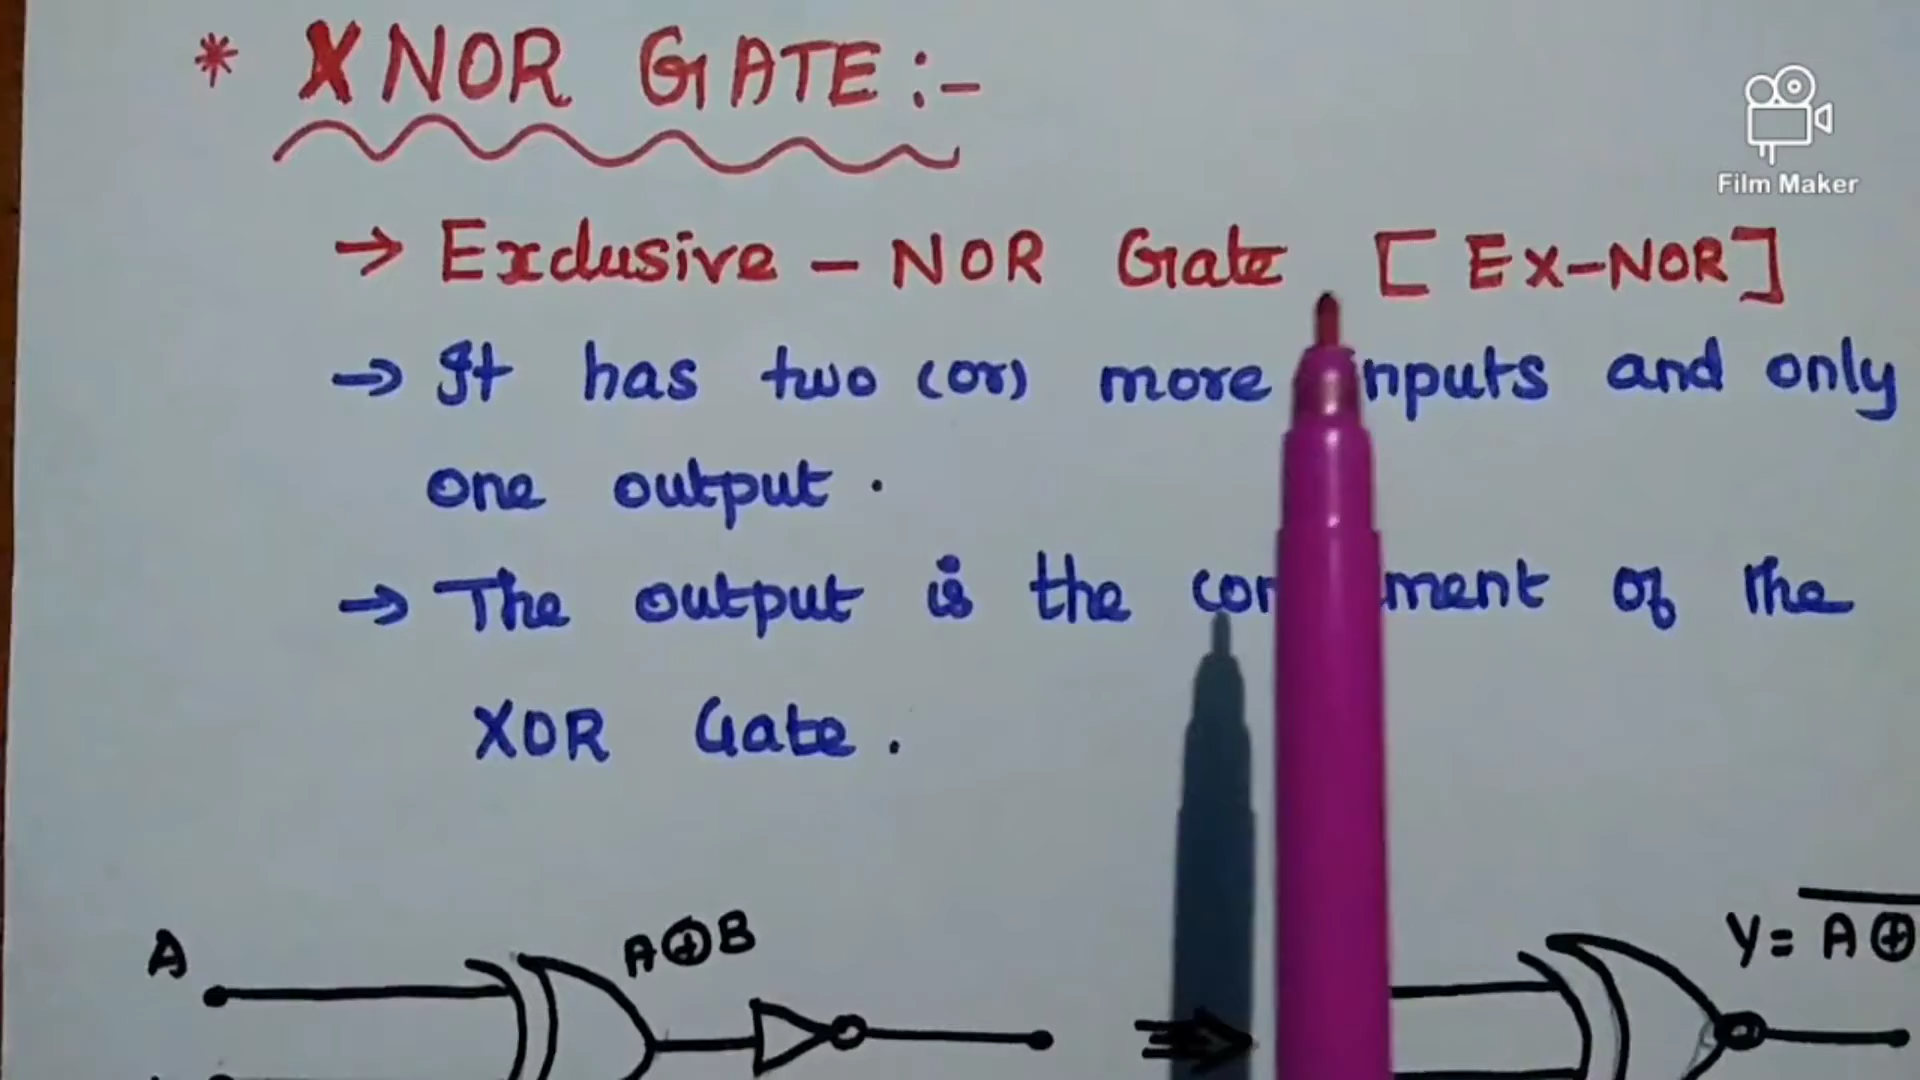 * XNOR GATE :-
Film Maker
→ Exclusive - NOR Gate [Ex-NOR]
→ It has two (or) more inputs and only
one output.
→ The output is the of the
XOR Gate.
A
A⊕B
Y = A⊕